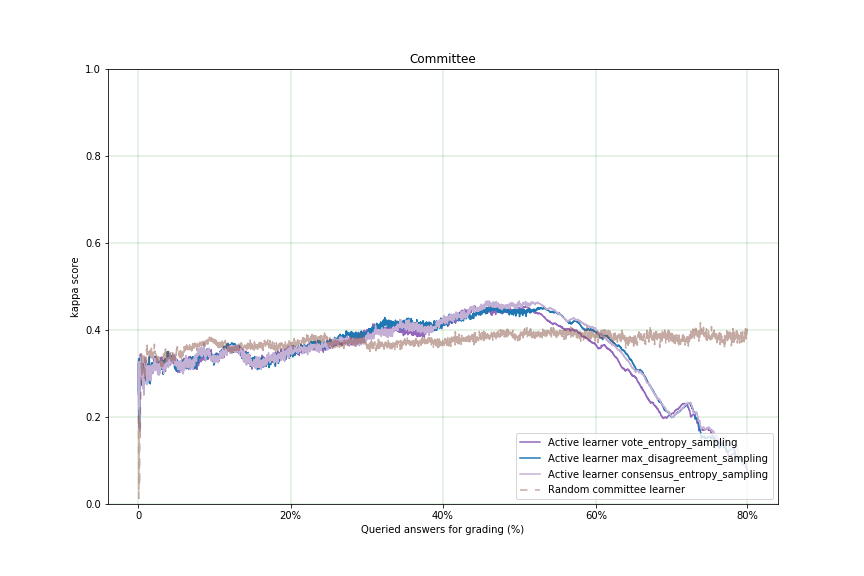 Committee
1.0
0.8
0.6
0.4
0.2
0.0
kappa score
0
20%
40%
60%
80%
Queried answers for grading (%)
Active learner vote_entropy_sampling
Active learner max_disagreement_sampling
Active learner consensus_entropy_sampling
Random committee learner